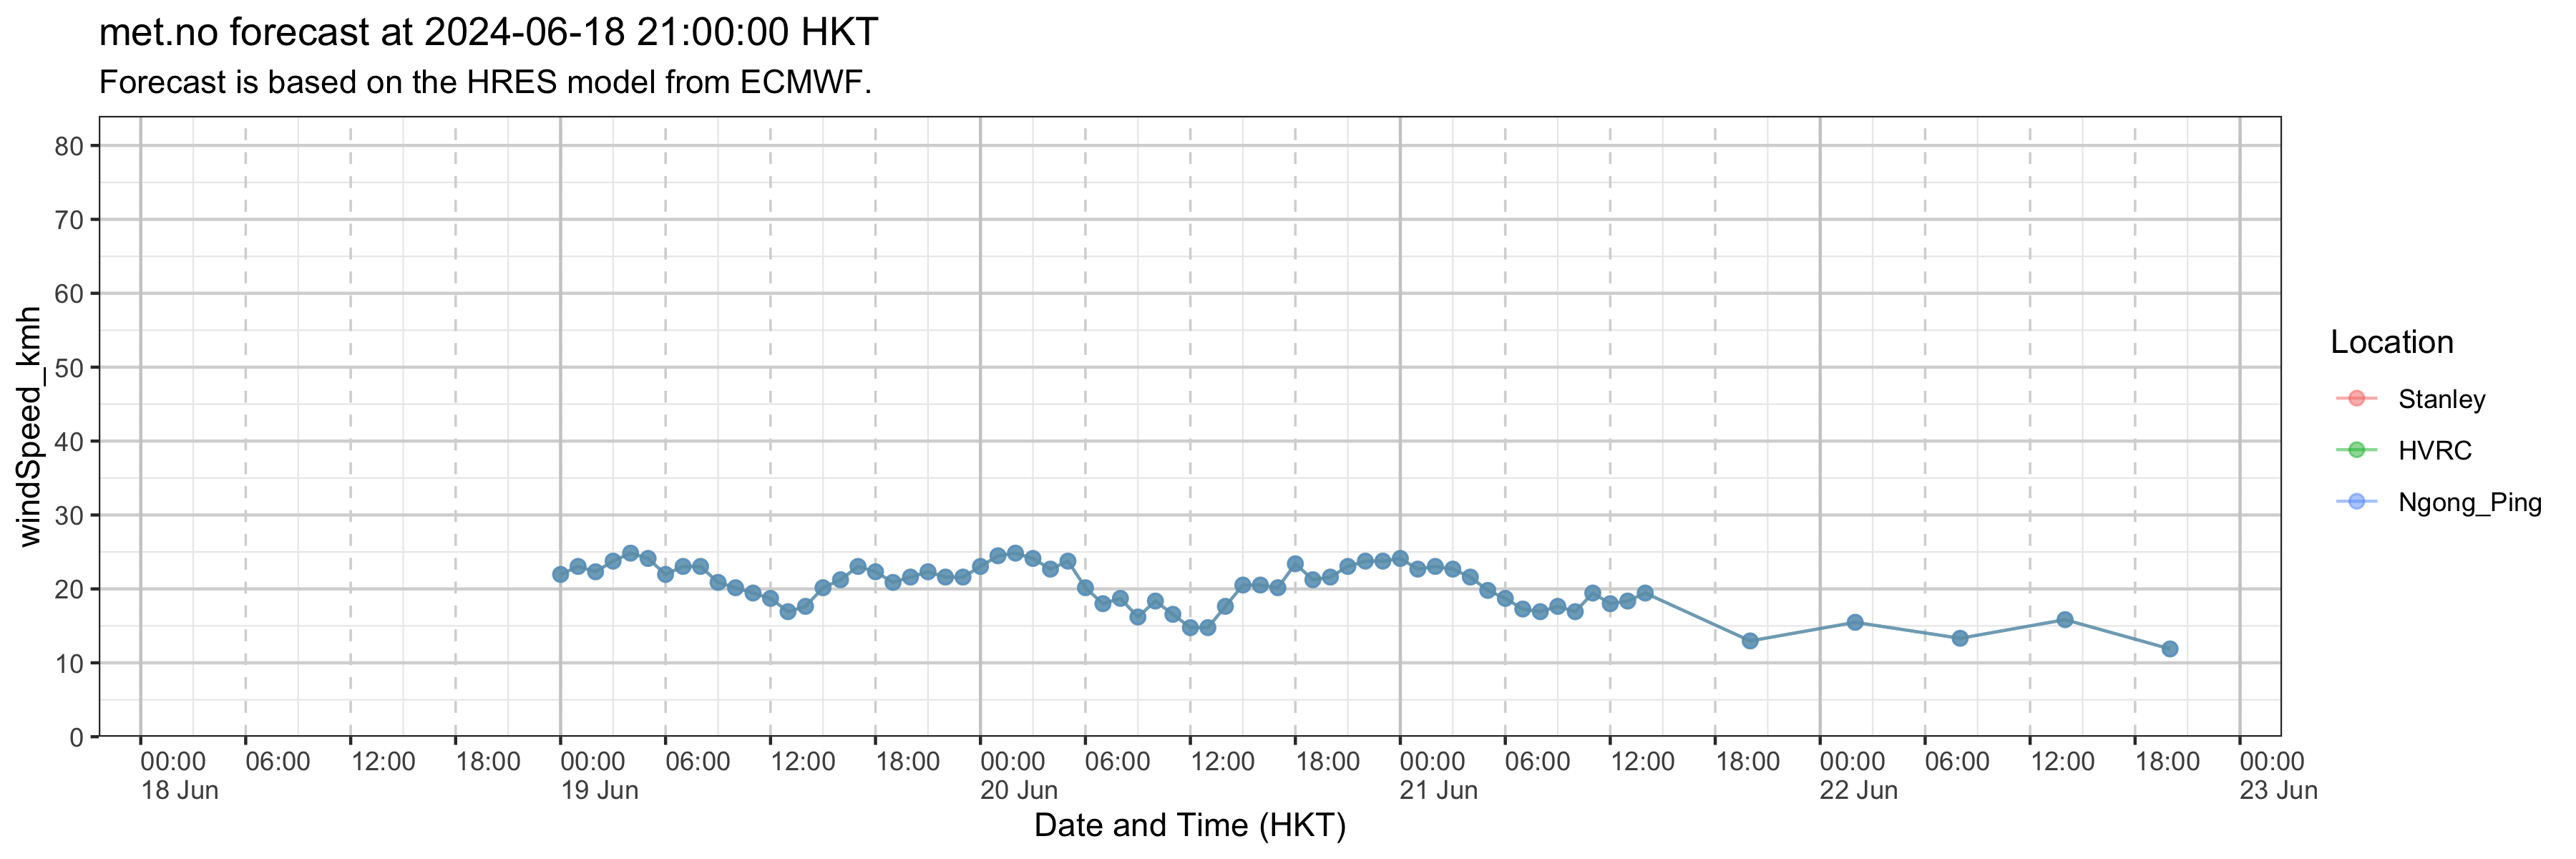 met.no forecast at 2024-06-18 21:00:00 HKT
Forecast is based on the HRES model from ECMWF.
windSpeed_kmh
80
70
60
50
40
30
20
10
0
00:00 06:00 12:00 18:00 00:00 06:00 12:00 18:00 00:00 06:00 12:00 18:00 00:00 06:00 12:00 18:00 00:00 06:00 12:00 18:00 00:00
18 Jun 19 Jun 20 Jun 21 Jun 22 Jun 23 Jun
Date and Time (HKT)
Location
Stanley
HVRC
Ngong_Ping